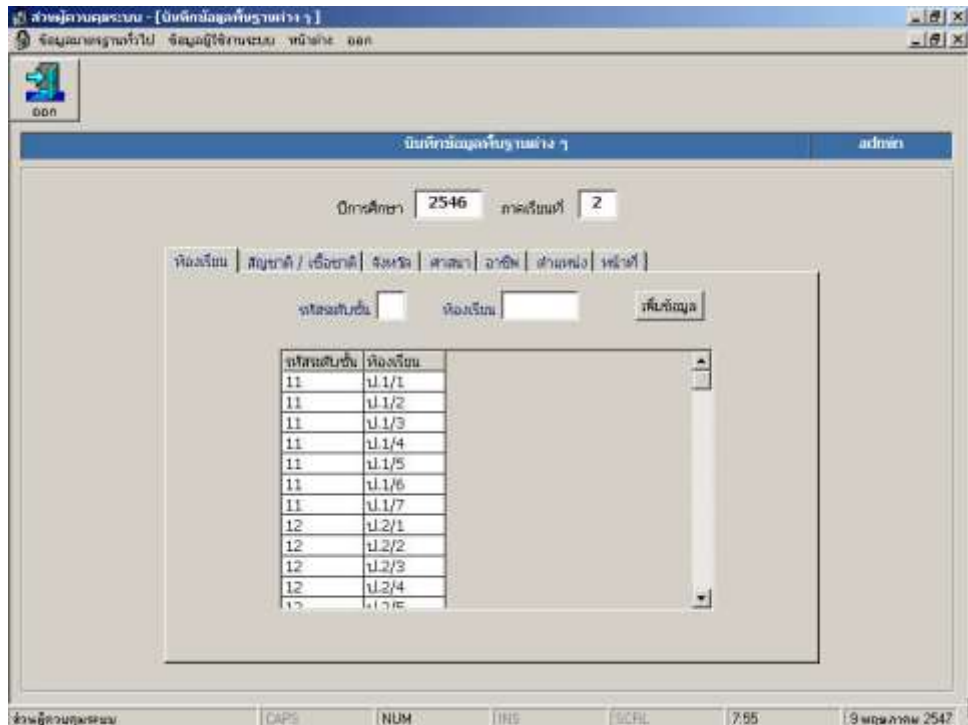 ส่วนผู้ควบคุมระบบ - [บันทึกข้อมูลพื้นฐานต่าง ๆ ]
ข้อมูลมาตรฐานทั่วไป ข้อมูลผู้ใช้งานระบบ หน้าต่าง ออก
ออก
บันทึกข้อมูลพื้นฐานต่าง ๆ admin
ปีการศึกษา 2546 ภาคเรียนที่ 2
ห้องเรียน สัญชาติ / เชื้อชาติ จังหวัด ศาสนา อาชีพ ตำแหน่ง หน้าที่
รหัสระดับชั้น ห้องเรียน เพิ่มข้อมูล
รหัสระดับชั้น ห้องเรียน
11 ป.1/1
11 ป.1/2
11 ป.1/3
11 ป.1/4
11 ป.1/5
11 ป.1/6
11 ป.1/7
12 ป.2/1
12 ป.2/2
12 ป.2/3
12 ป.2/4
12 ป.2/5
ส่วนผู้ควบคุมระบบ CAPS NUM INS SCRL 7:55 9 พฤษภาคม 2547